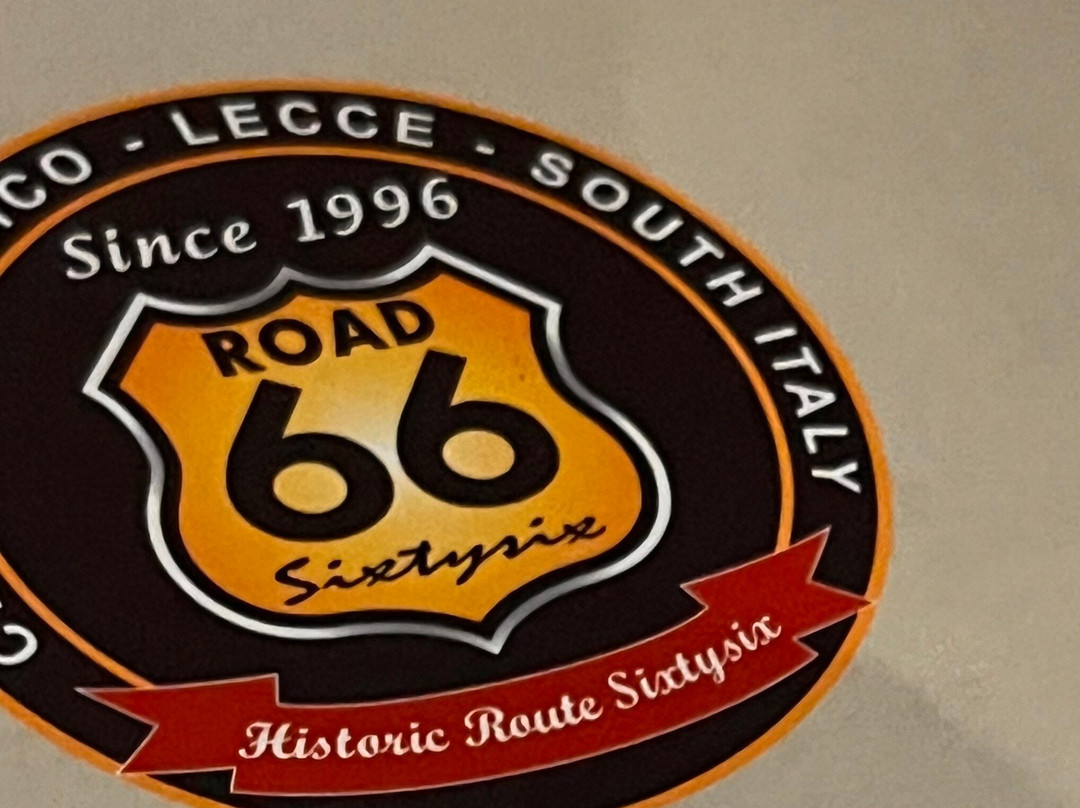 - LECCE - SOUTH ITALY
Since 1996
ROAD
66
Sixtysix
Historic Route Sixtysix